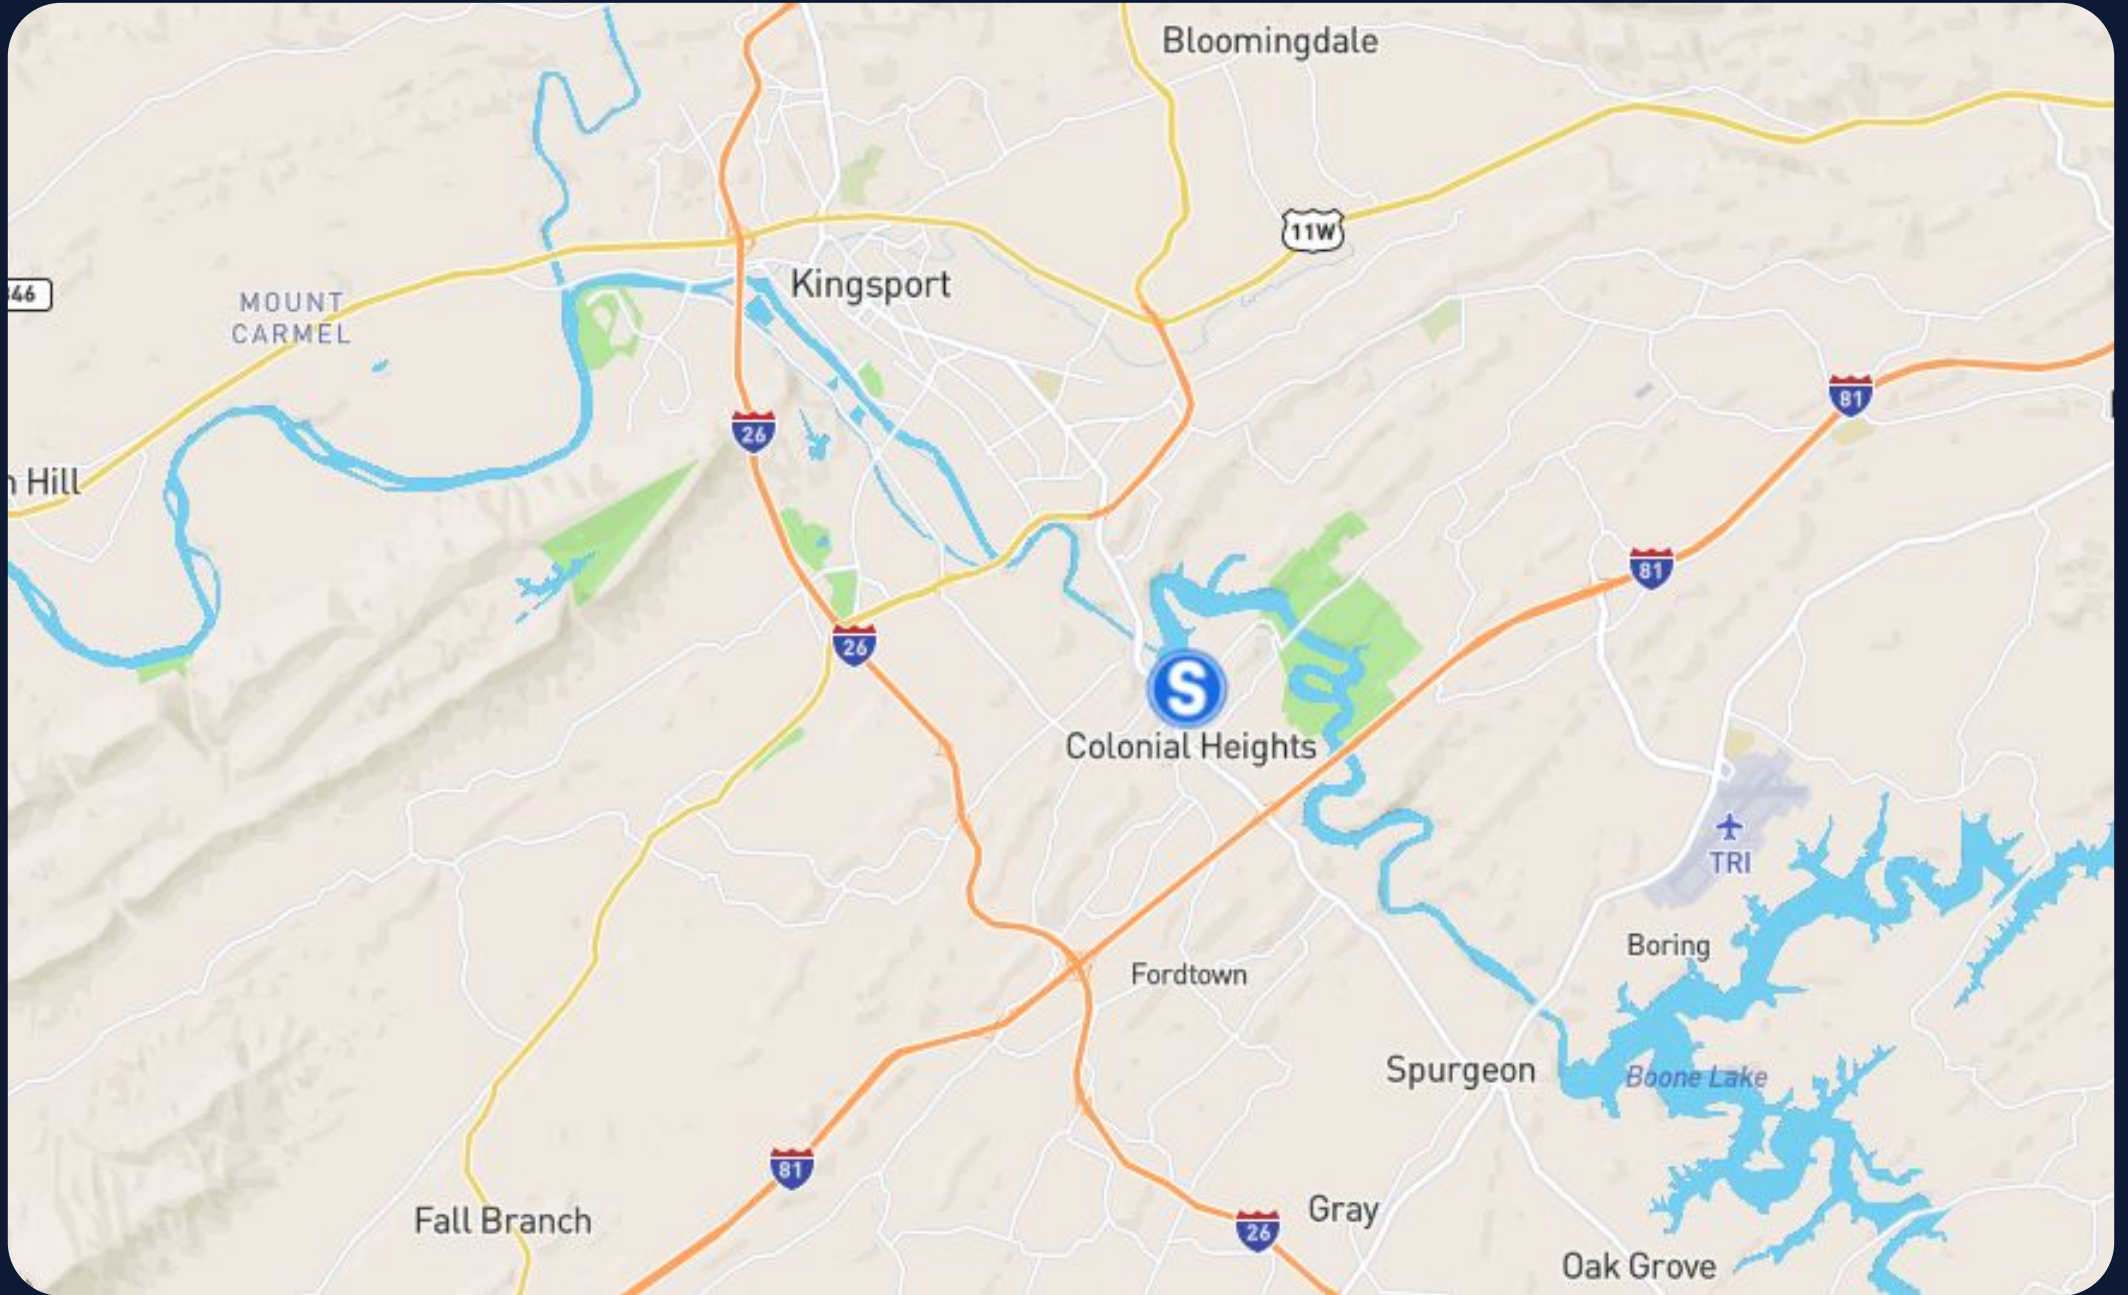 Bloomingdale
11W
Kingsport
46
MOUNT
CARMEL
81
26
Hill
81
26
S
Colonial Heights
TRI
Boring
Fordtown
Spurgeon
Boone Lake
81
Fall Branch
Gray
26
Oak Grove